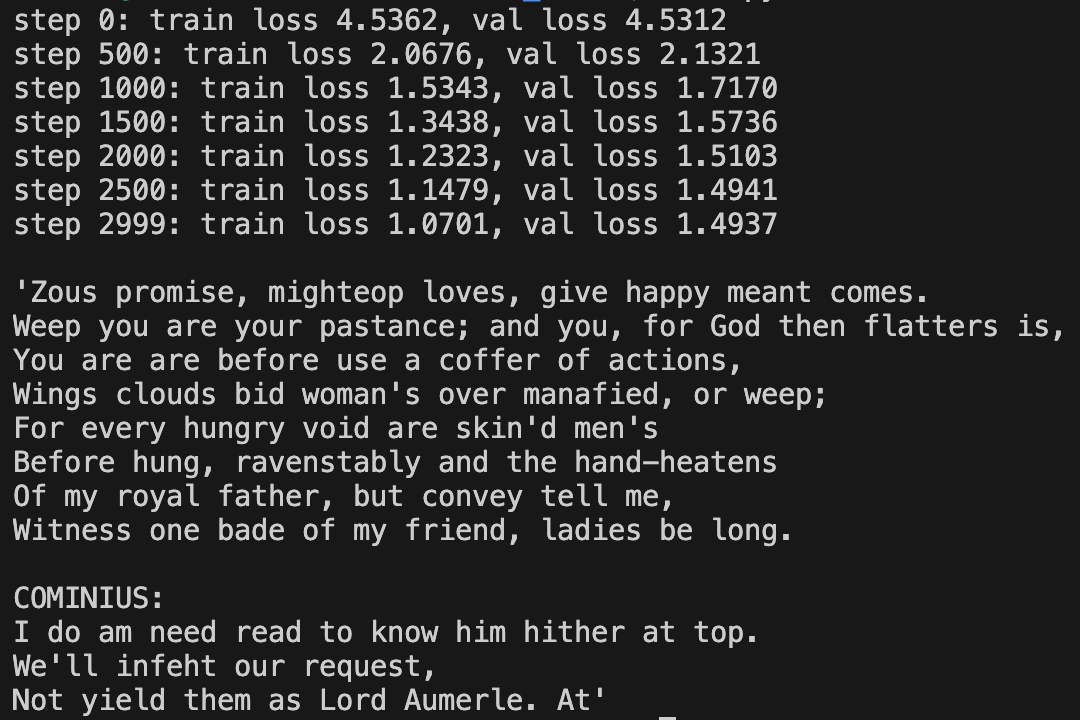 step 0: train loss 4.5362, val loss 4.5312
step 500: train loss 2.0676, val loss 2.1321
step 1000: train loss 1.5343, val loss 1.7170
step 1500: train loss 1.3438, val loss 1.5736
step 2000: train loss 1.2323, val loss 1.5103
step 2500: train loss 1.1479, val loss 1.4941
step 2999: train loss 1.0701, val loss 1.4937

'Zous promise, mighteop loves, give happy meant comes.
Weep you are your pastance; and you, for God then flatters is,
You are are before use a coffer of actions,
Wings clouds bid woman's over manafied, or weep;
For every hungry void are skin'd men's
Before hung, ravenstably and the hand-heatens
Of my royal father, but convey tell me,
Witness one bade of my friend, ladies be long.

COMINIUS:
I do am need read to know him hither at top.
We'll infeht our request,
Not yield them as Lord Aumerle. At'